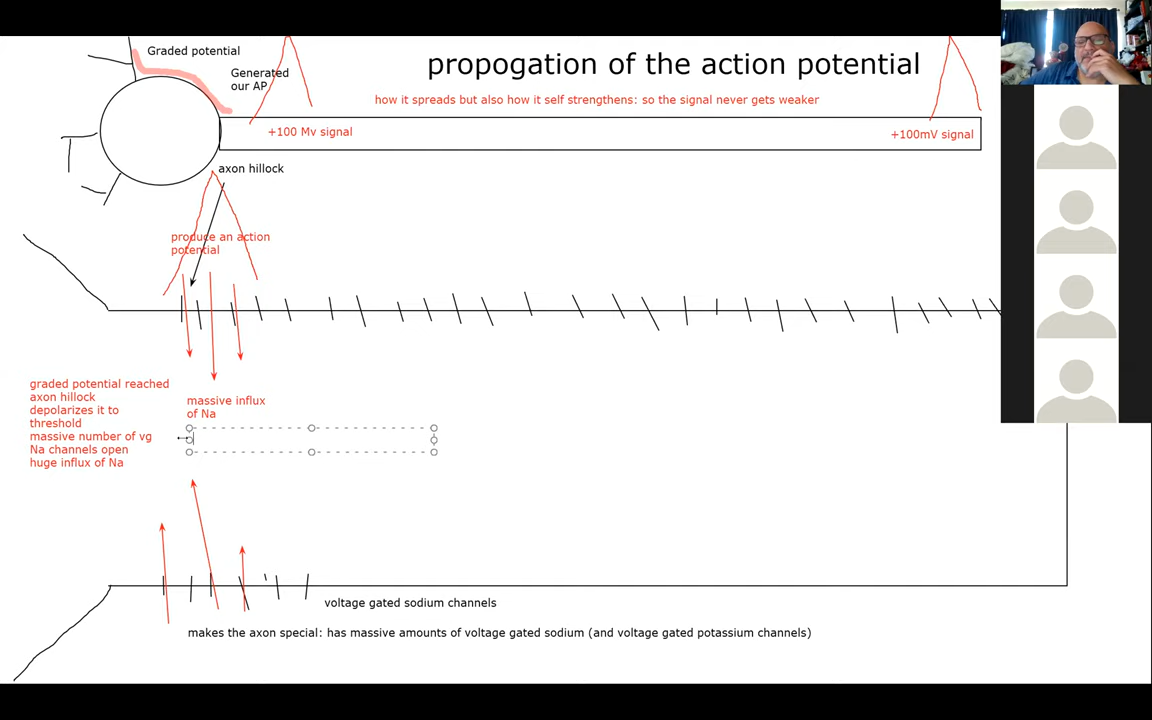 Graded potential
propogation of the action potential
Generated
our AP
how it spreads but also how it self strengthens: so the signal never gets weaker
+100 Mv signal
+100mV signal
axon hillock
produce an action
potential
graded potential reached
axon hillock
depolarizes it to
threshold
massive number of vg
Na channels open
huge influx of Na
massive influx
of Na
voltage gated sodium channels
makes the axon special: has massive amounts of voltage gated sodium (and voltage gated potassium channels)